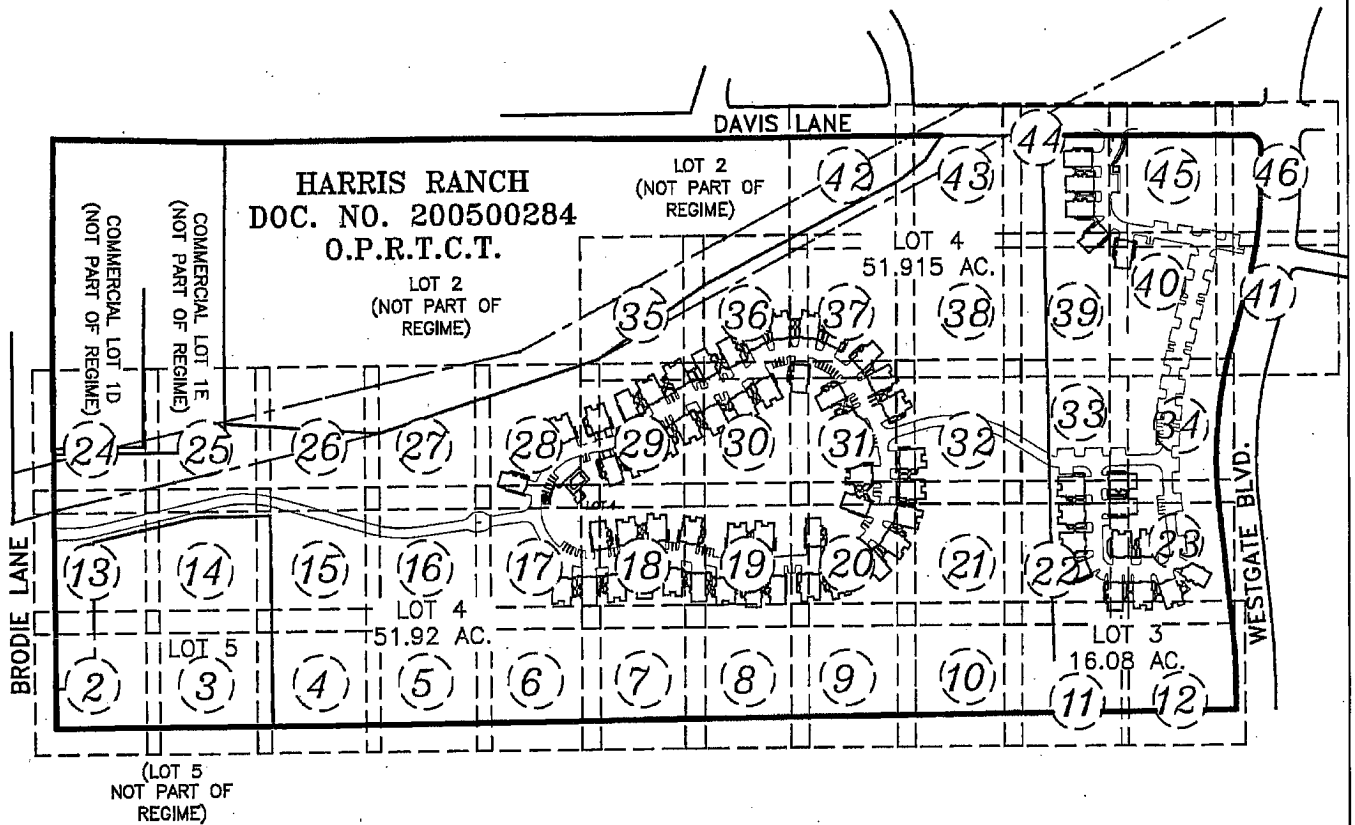 DAVIS LANE
44
HARRIS RANCH
DOC. NO. 200500284
O.P.R.T.C.T.
LOT 2
(NOT PART OF
REGIME)
42
43
45
46
COMMERCIAL LOT 1D
(NOT PART OF REGIME)
COMMERCIAL LOT 1E
(NOT PART OF REGIME)
LOT 2
(NOT PART OF
REGIME)
LOT 4
51.915 AC.
35
36
37
38
39
40
41
24
25
26
27
28
29
30
31
32
33
34
BRODIE LANE
WESTGATE BLVD.
LOT 4
13
14
15
16
17
18
19
20
21
22
23
LOT 4
51.92 AC.
LOT 5
LOT 3
16.08 AC.
2
3
4
5
6
7
8
9
10
11
12
(LOT 5
NOT PART OF
REGIME)